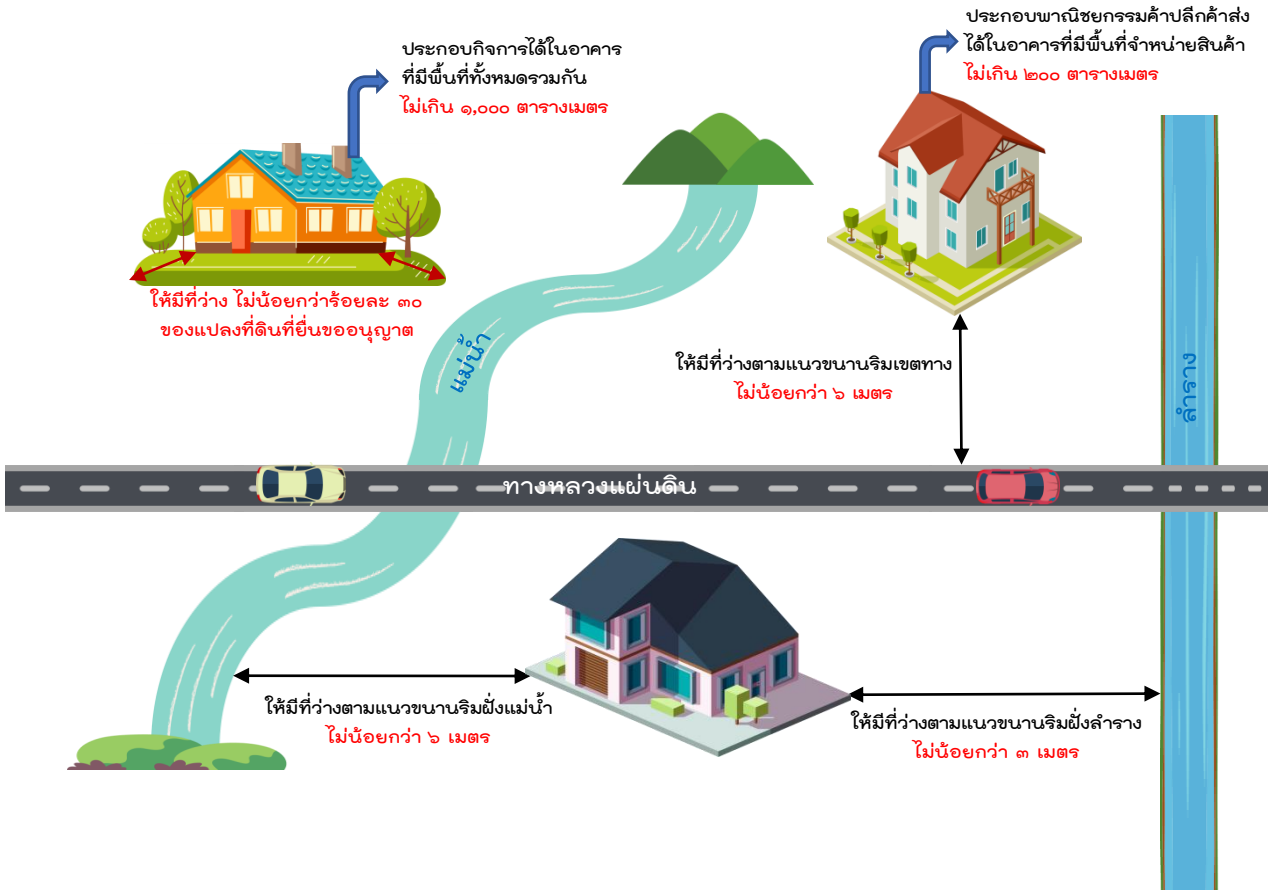 ประกอบกิจการได้ในอาคาร
ที่มีพื้นที่ทั้งหมดรวมกัน
ไม่เกิน ๑,๐๐๐ ตารางเมตร
ประกอบพาณิชยกรรมค้าปลีกค้าส่ง
ได้ในอาคารที่มีพื้นที่จำหน่ายสินค้า
ไม่เกิน ๒๐๐ ตารางเมตร
ให้มีที่ว่าง ไม่น้อยกว่าร้อยละ ๓๐
ของแปลงที่ดินที่ยื่นขออนุญาต
แม่น้ำ
ให้มีที่ว่างตามแนวขนานริมเขตทาง
ไม่น้อยกว่า ๖ เมตร
ลำราง
ทางหลวงแผ่นดิน
ให้มีที่ว่างตามแนวขนานริมฝั่งแม่น้ำ
ไม่น้อยกว่า ๖ เมตร
ให้มีที่ว่างตามแนวขนานริมฝั่งลำราง
ไม่น้อยกว่า ๓ เมตร